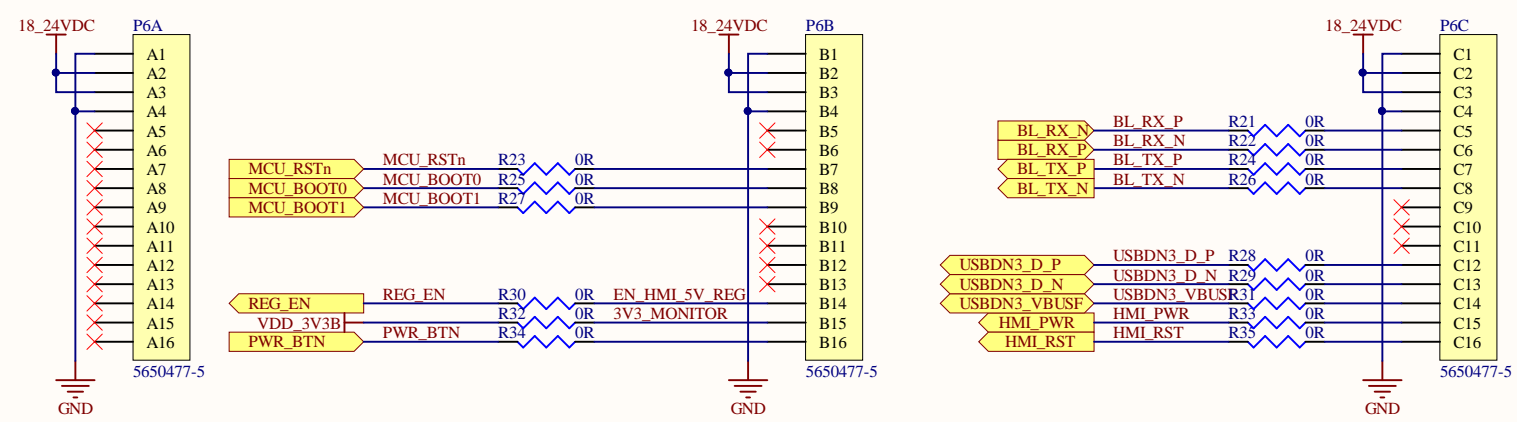 18_24VDC
P6A
A1
A2
A3
A4
A5
A6
A7
A8
A9
A10
A11
A12
A13
A14
A15
A16
5650477-5
GND
18_24VDC
P6B
B1
B2
B3
B4
B5
B6
MCU_RSTn MCU_RSTn R23 0R B7
MCU_BOOT0 MCU_BOOT0 R25 0R B8
MCU_BOOT1 MCU_BOOT1 R27 0R B9
B10
B11
B12
B13
REG_EN REG_EN R30 0R EN_HMI_5V_REG B14
VDD_3V3B R32 0R 3V3_MONITOR B15
PWR_BTN PWR_BTN R34 0R B16
5650477-5
GND
18_24VDC
P6C
C1
C2
C3
C4
BL_RX_N BL_RX_P R21 0R C5
BL_RX_P BL_RX_N R22 0R C6
BL_TX_P BL_TX_P R24 0R C7
BL_TX_N BL_TX_N R26 0R C8
C9
C10
C11
USBDN3_D_P USBDN3_D_P R28 0R C12
USBDN3_D_N USBDN3_D_N R29 0R C13
USBDN3_VBUSF USBDN3_VBUSF R31 0R C14
HMI_PWR HMI_PWR R33 0R C15
HMI_RST HMI_RST R35 0R C16
5650477-5
GND